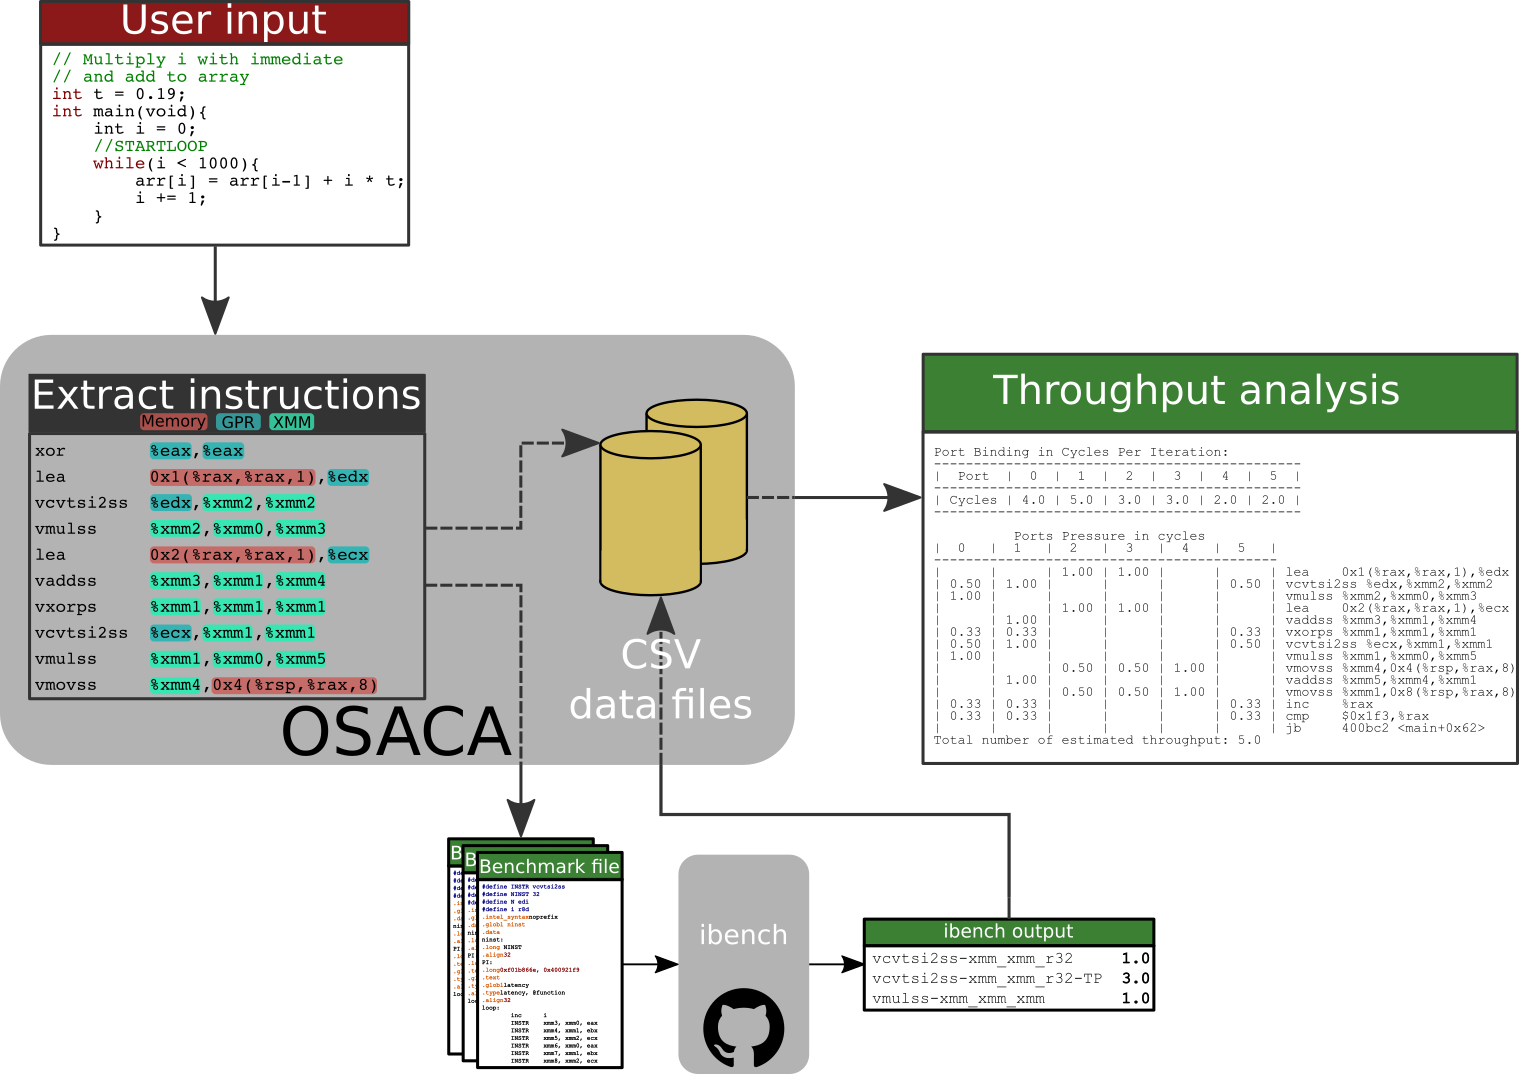 User input
// Multiply i with immediate
// and add to array
int t = 0.19;
int main(void){
    int i = 0;
    //STARTLOOP
    while(i < 1000){
        arr[i] = arr[i-1] + i * t;
        i += 1;
    }
}
Extract instructions
Memory GPR XMM
xor %eax,%eax
lea 0x1(%rax,%rax,1),%edx
vcvtsi2ss %edx,%xmm2,%xmm2
vmulss %xmm2,%xmm0,%xmm3
lea 0x2(%rax,%rax,1),%ecx
vaddss %xmm3,%xmm1,%xmm4
vxorps %xmm1,%xmm1,%xmm1
vcvtsi2ss %ecx,%xmm1,%xmm1
vmulss %xmm1,%xmm0,%xmm5
vmovss %xmm4,0x4(%rsp,%rax,8)
OSACA
CSV
data files
Throughput analysis
Port Binding in Cycles Per Iteration:
-------------------------------------------------
| Port | 0 | 1 | 2 | 3 | 4 | 5 |
-------------------------------------------------
| Cycles | 4.0 | 5.0 | 3.0 | 3.0 | 2.0 | 2.0 |
-------------------------------------------------
Ports Pressure in cycles
| 0 | 1 | 2 | 3 | 4 | 5 |
-------------------------------------------------
| | | 1.00 | 1.00 | | | lea 0x1(%rax,%rax,1),%edx
| 0.50 | 1.00 | | | | 0.50 | vcvtsi2ss %edx,%xmm2,%xmm2
| 1.00 | | | | | | vmulss %xmm2,%xmm0,%xmm3
| | | 1.00 | 1.00 | | | lea 0x2(%rax,%rax,1),%ecx
| | 1.00 | | | | | vaddss %xmm3,%xmm1,%xmm4
| 0.33 | 0.33 | | | | 0.33 | vxorps %xmm1,%xmm1,%xmm1
| 0.50 | 1.00 | | | | 0.50 | vcvtsi2ss %ecx,%xmm1,%xmm1
| 1.00 | | | | | | vmulss %xmm1,%xmm0,%xmm5
| | | 0.50 | 0.50 | 1.00 | | vmovss %xmm4,0x4(%rsp,%rax,8)
| | 1.00 | | | | | vaddss %xmm5,%xmm4,%xmm1
| | | 0.50 | 0.50 | 1.00 | | vmovss %xmm1,0x8(%rsp,%rax,8)
| 0.33 | 0.33 | | | | 0.33 | inc %rax
| 0.33 | 0.33 | | | | 0.33 | cmp $0x1f3,%rax
| | | | | | | jb 400bc2 <main+0x62>
Total number of estimated throughput: 5.0
Benchmark file
#define INSTR vcvtsi2ss
#define NINST 32
#define N edi
#define i r8d
.intel_syntaxnoprefix
.globl ninst
.data
ninst:
.long NINST
.align32
PI:
.long0xf01b866e, 0x400921f9
.text
.globllatency
.typelatency, @function
.align32
loop:
inc i
INSTR xmm3, xmm0, eax
INSTR xmm4, xmm1, ebx
INSTR xmm5, xmm2, ecx
INSTR xmm6, xmm0, eax
INSTR xmm7, xmm1, ebx
INSTR xmm8, xmm2, ecx
ibench
ibench output
vcvtsi2ss-xmm_xmm_r32 1.0
vcvtsi2ss-xmm_xmm_r32-TP 3.0
vmulss-xmm_xmm_xmm 1.0